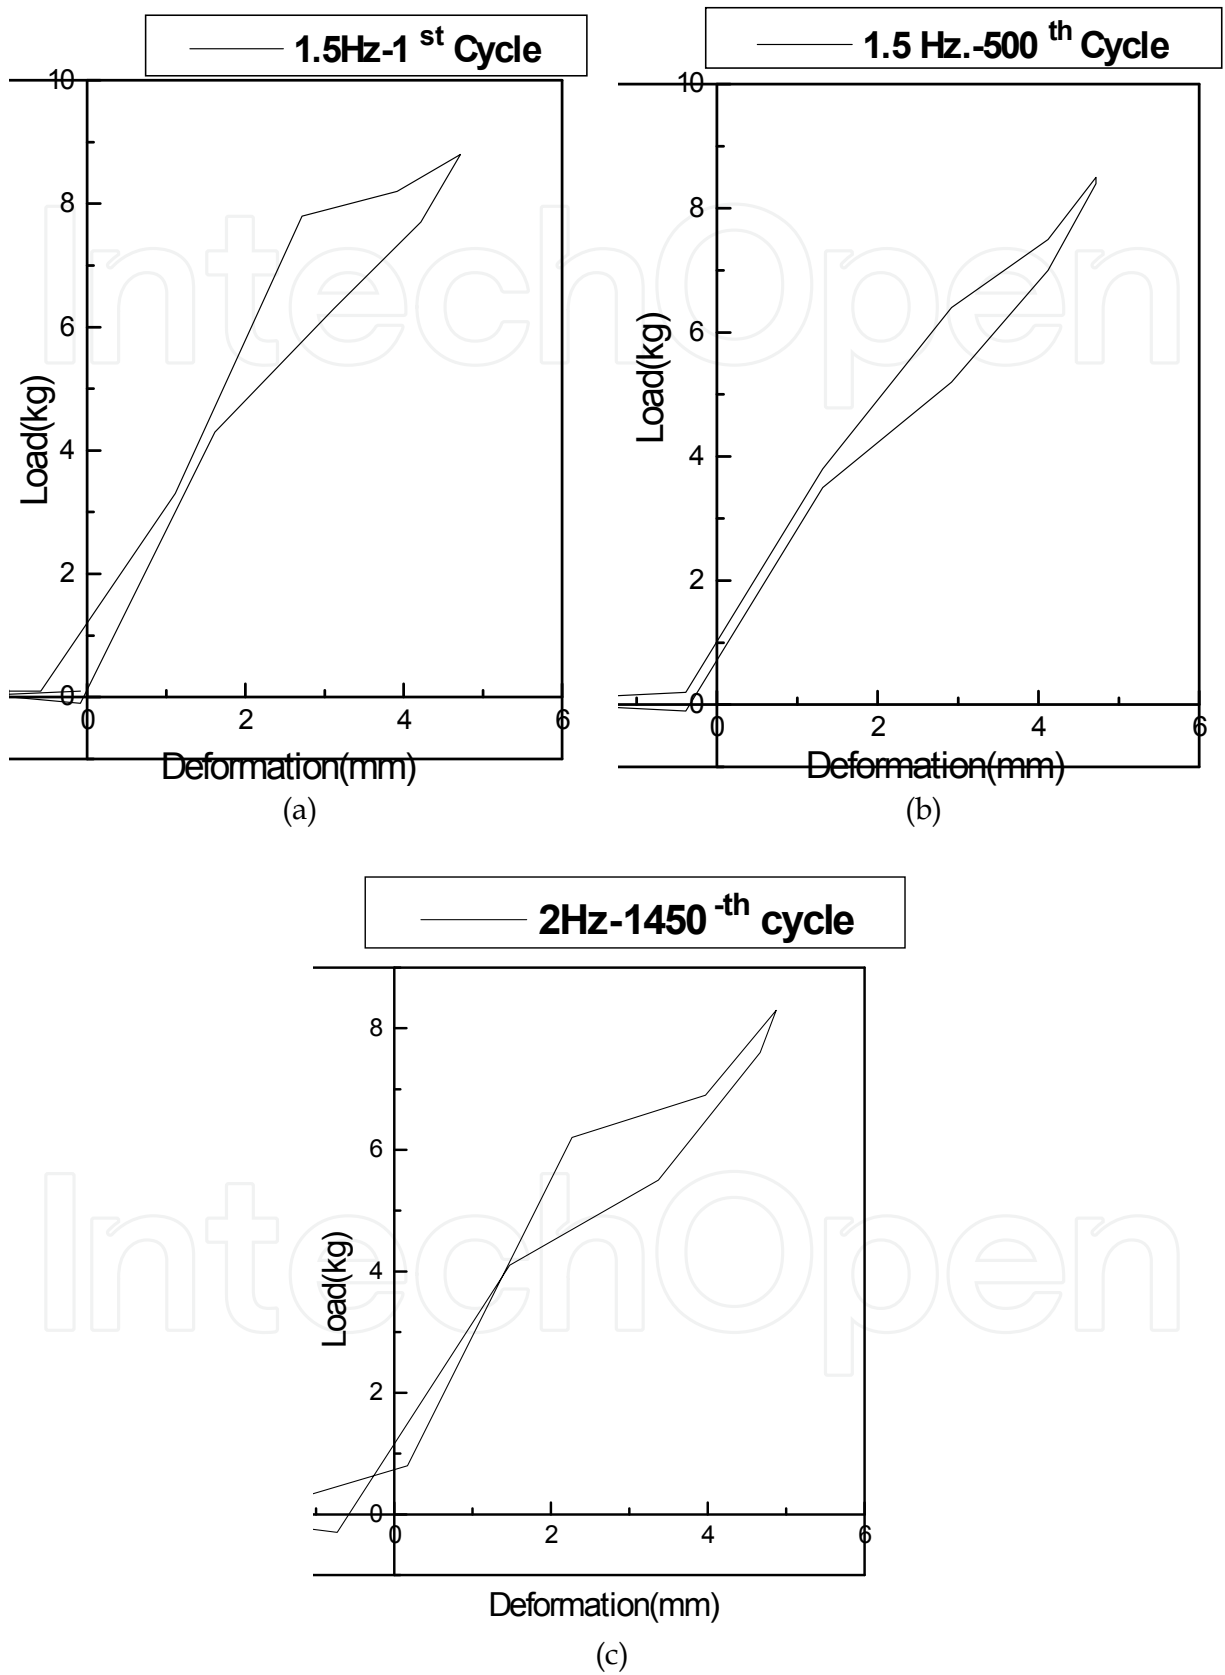 1.5Hz-1 st Cycle
10
8
6
4
2
0
Load(kg)
0 2 4 6
Deformation(mm)
(a)
1.5 Hz.-500 th Cycle
10
8
6
4
2
0
Load(kg)
0 2 4 6
Deformation(mm)
(b)
IntechOpen
2Hz-1450 -th cycle
8
6
4
2
0
Load(kg)
0 2 4 6
Deformation(mm)
(c)
IntechOpen